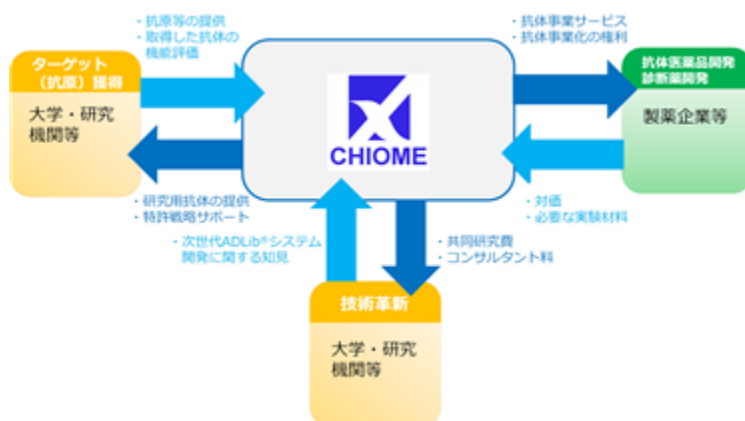 ・抗原等の提供
・取得した抗体の
機能評価
・抗体事業サービス
・抗体事業化の権利
ターゲット
(抗原)獲得
大学・研究
機関等
CHIOME
抗体医薬品開発
診断薬開発
製薬企業等
・研究用抗体の提供
・特許戦略サポート
・対価
・必要な実験材料
・次世代ADLib®システム
開発に関する知見
・共同研究費
・コンサルタント料
技術革新
大学・研究
機関等